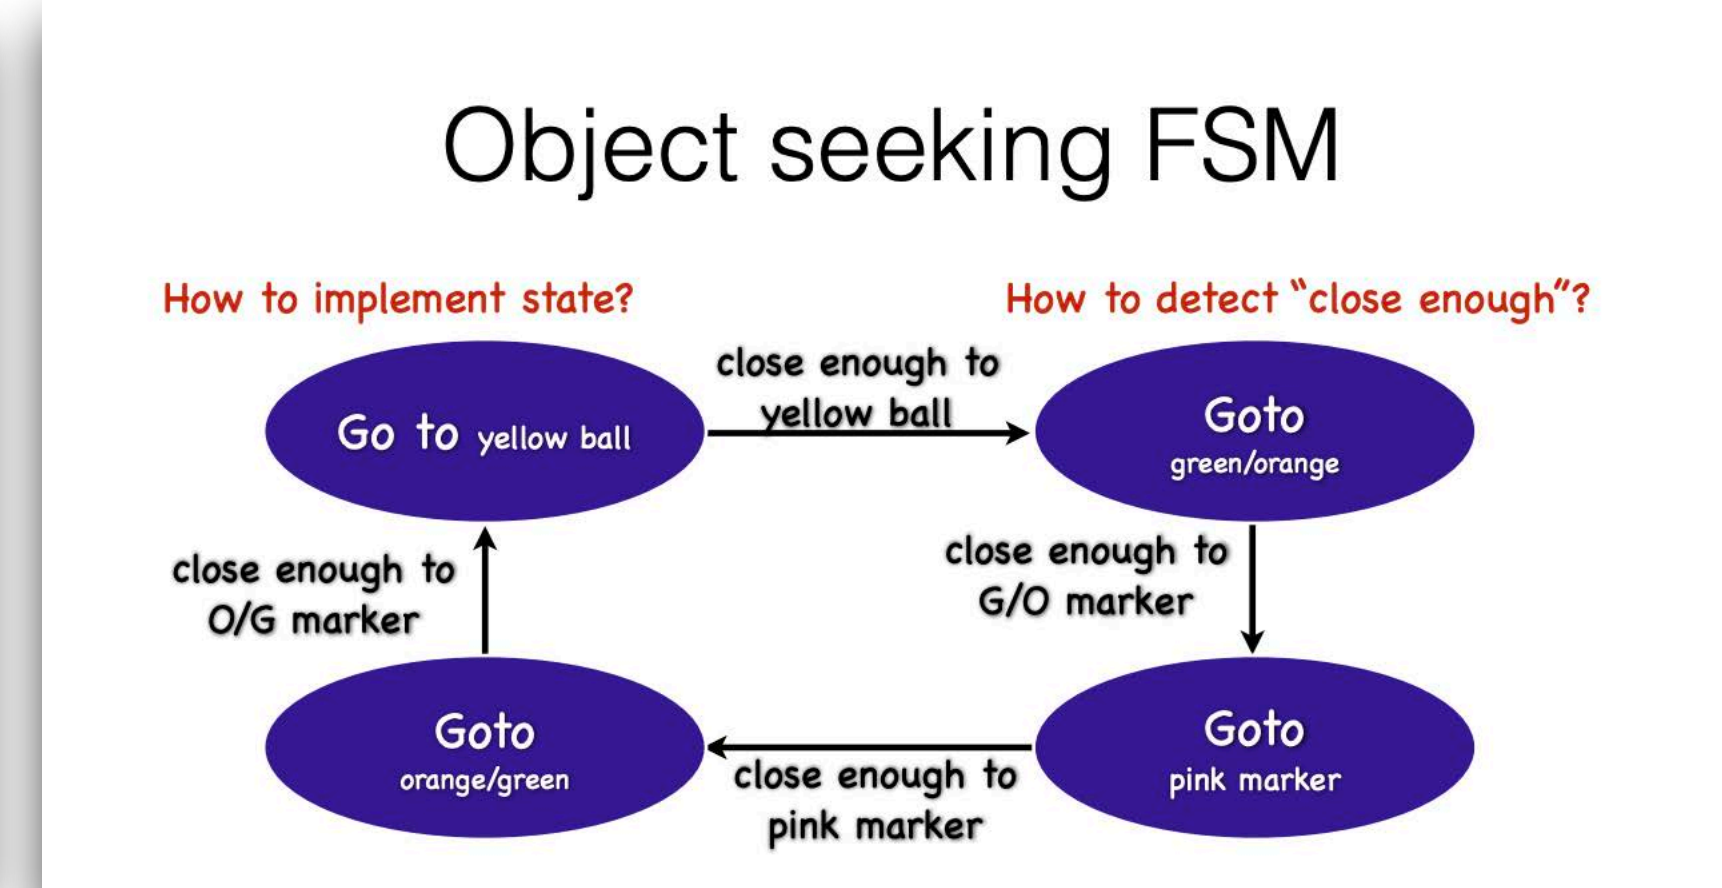 Object seeking FSM
How to implement state?
How to detect “close enough”?
close enough to
yellow ball
Go to yellow ball
Goto
green/orange
close enough to
O/G marker
close enough to
G/O marker
Goto
orange/green
close enough to
pink marker
Goto
pink marker